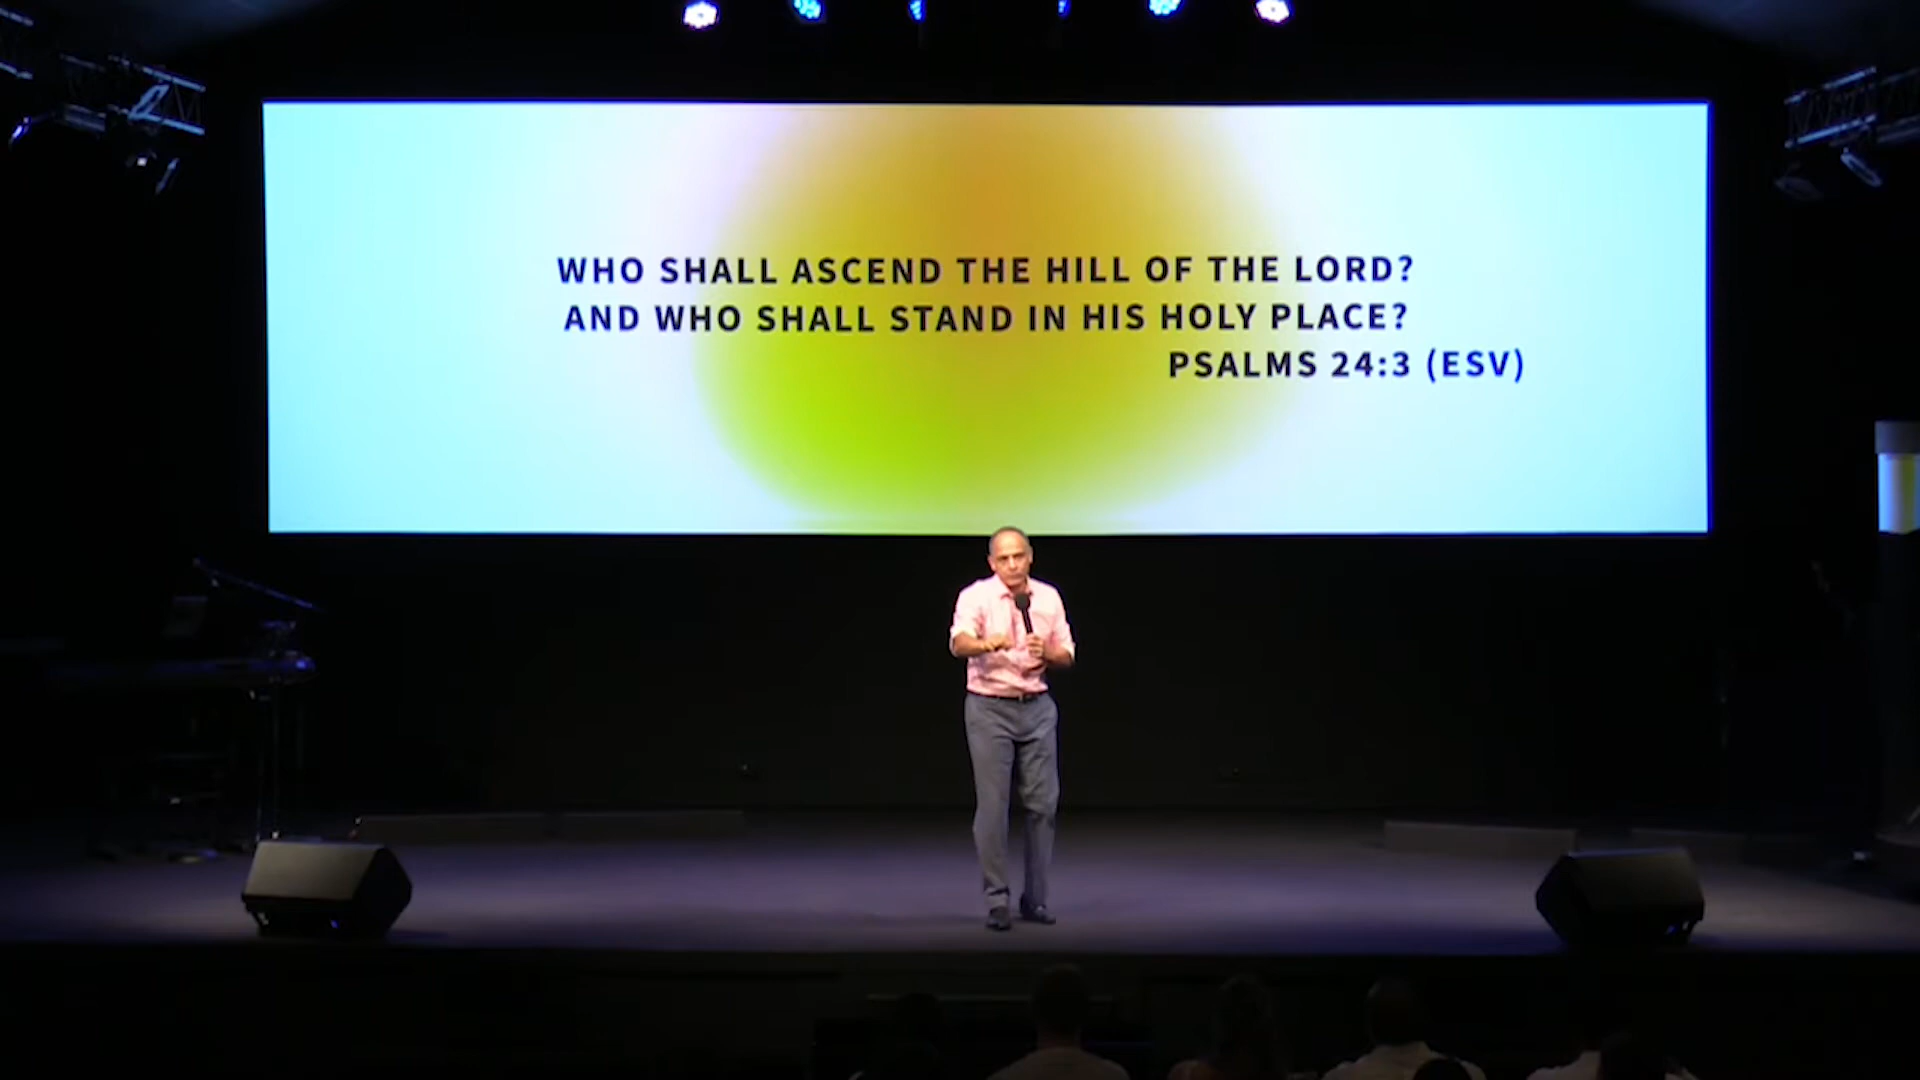 WHO SHALL ASCEND THE HILL OF THE LORD?
AND WHO SHALL STAND IN HIS HOLY PLACE?
PSALMS 24:3 (ESV)